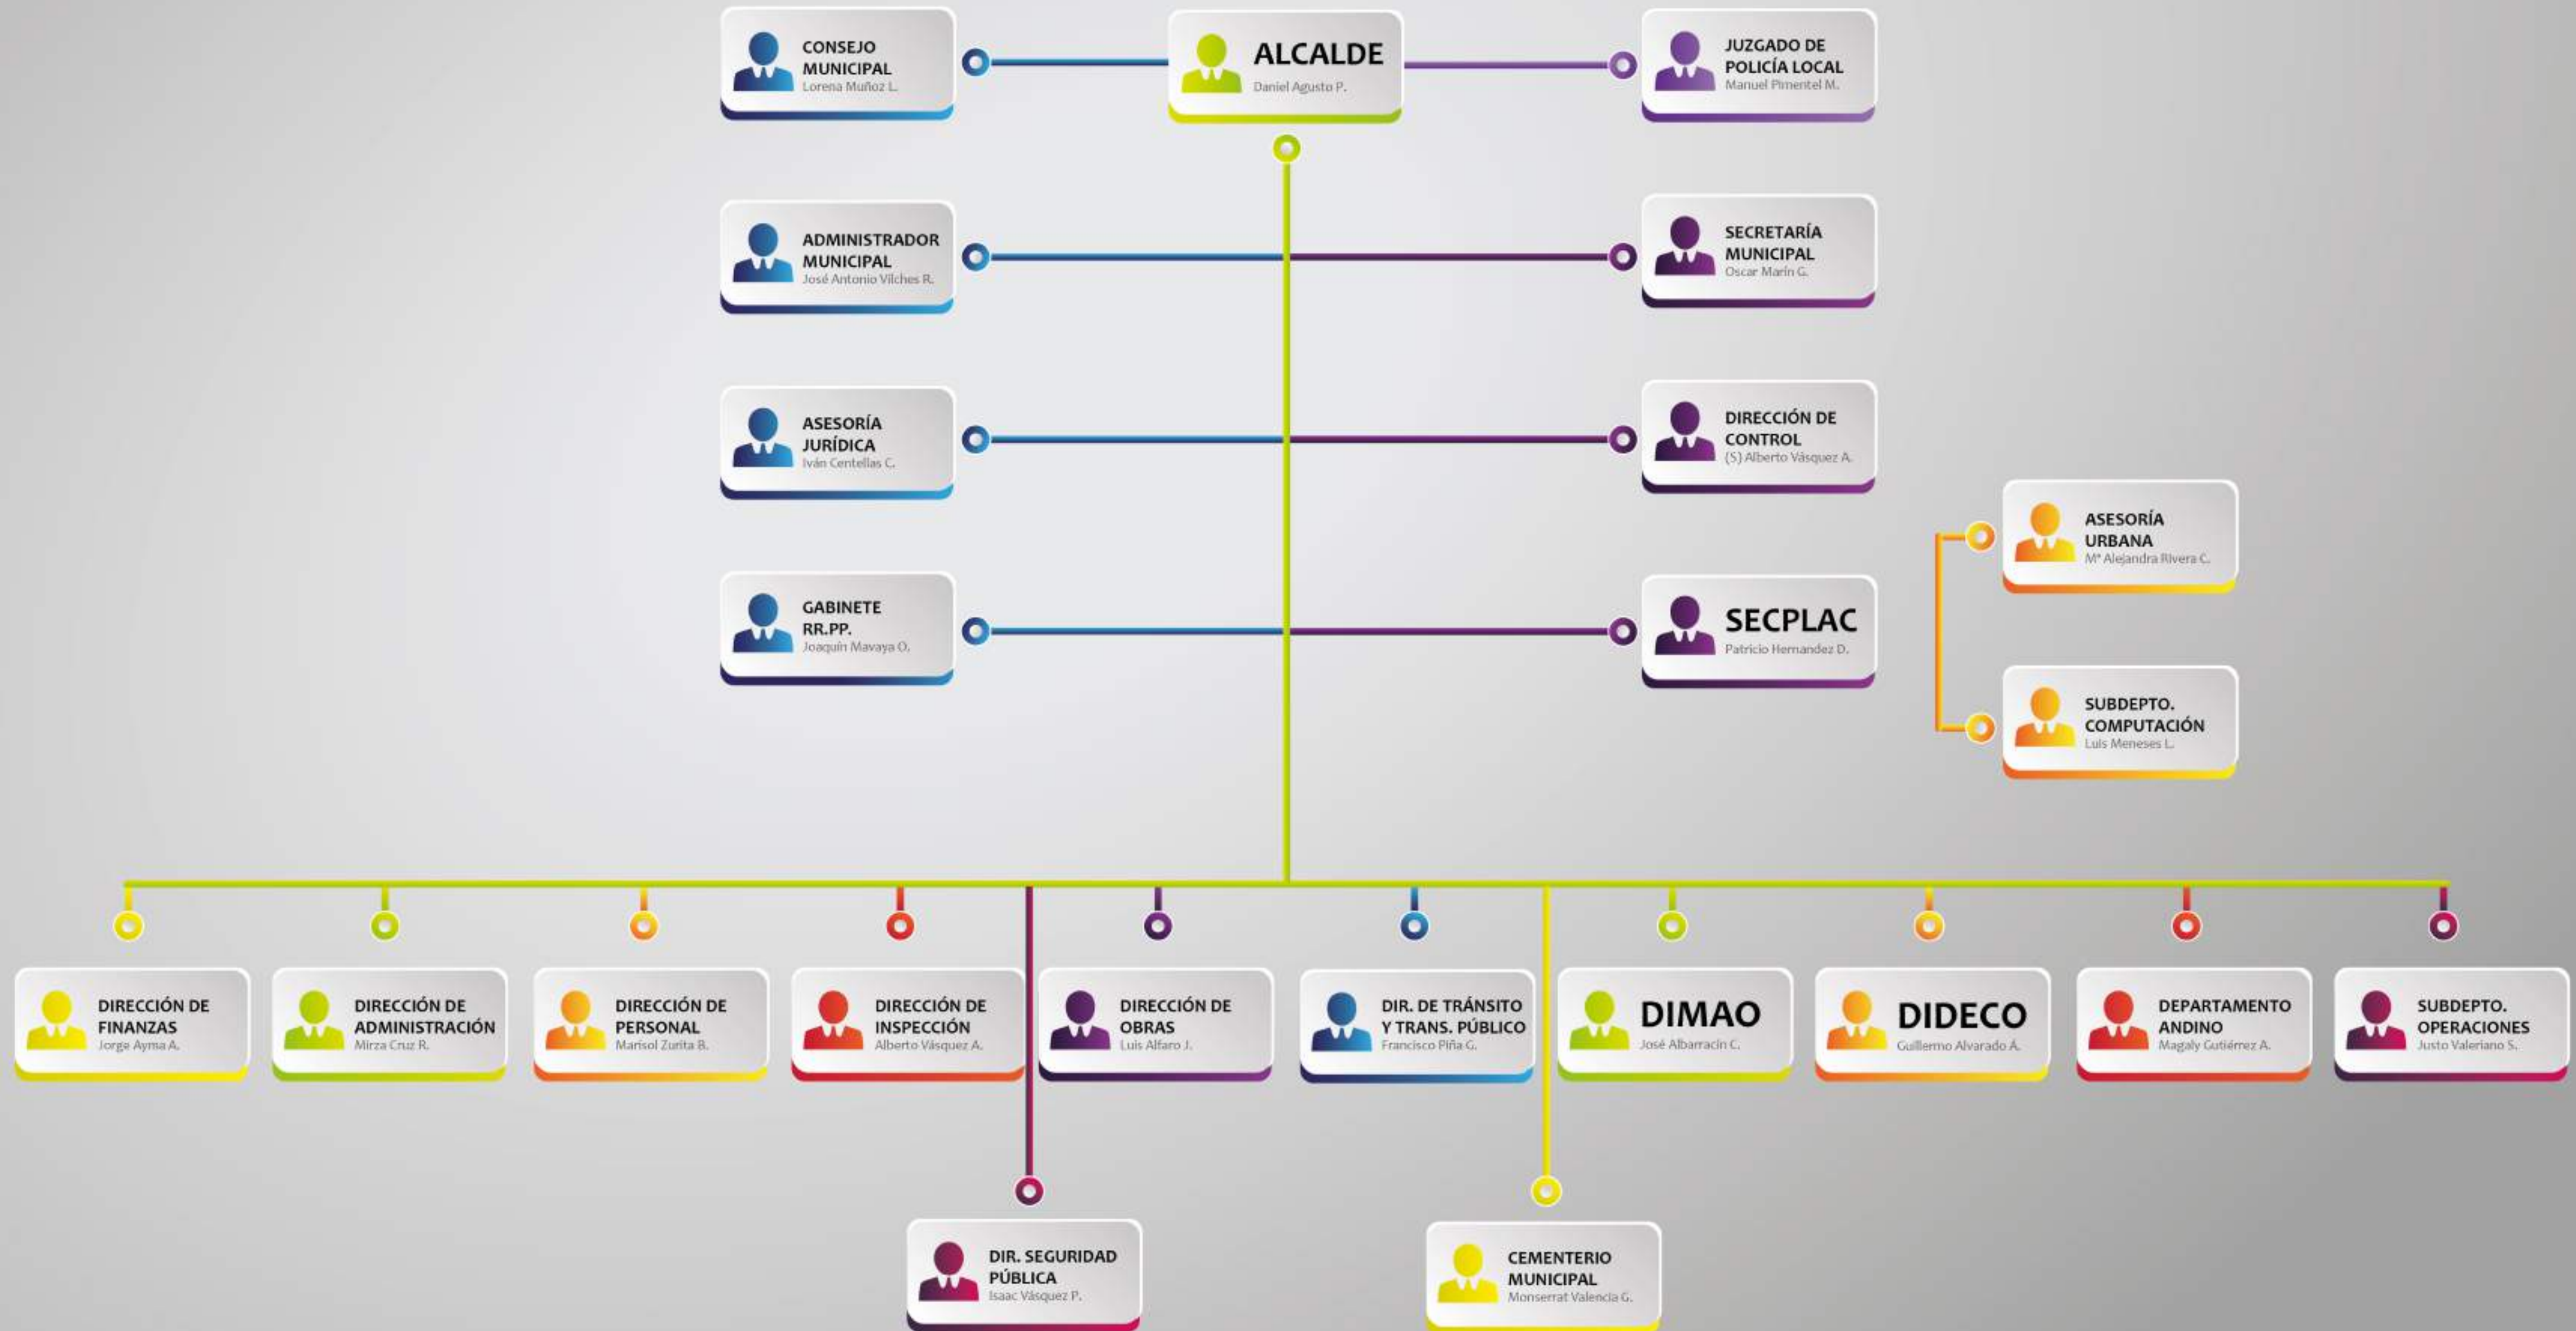 CONSEJO
MUNICIPAL
Lorena Muñoz L.
ALCALDE
Daniel Agusto P.
JUZGADO DE
POLICÍA LOCAL
Manuel Pimentel M.
ADMINISTRADOR
MUNICIPAL
José Antonio Vilches R.
SECRETARÍA
MUNICIPAL
Oscar Marín G.
ASESORÍA
JURÍDICA
Iván Centellas C.
DIRECCIÓN DE
CONTROL
(S) Alberto Vásquez A.
ASESORÍA
URBANA
Mª Alejandra Rivera C.
GABINETE
RR.PP.
Joaquín Mavaya O.
SECPLAC
Patricio Hernandez D.
SUBDEPTO.
COMPUTACIÓN
Luis Meneses L.
DIRECCIÓN DE
FINANZAS
Jorge Ayma A.
DIRECCIÓN DE
ADMINISTRACIÓN
Mirza Cruz R.
DIRECCIÓN DE
PERSONAL
Marisol Zurita B.
DIRECCIÓN DE
INSPECCIÓN
Alberto Vásquez A.
DIRECCIÓN DE
OBRAS
Luis Alfaro J.
DIR. DE TRÁNSITO
Y TRANS. PÚBLICO
Francisco Piña G.
DIMAO
José Albarracín C.
DIDECO
Guillermo Alvarado Á.
DEPARTAMENTO
ANDINO
Magaly Gutiérrez A.
SUBDEPTO.
OPERACIONES
Justo Valeriano S.
DIR. SEGURIDAD
PÚBLICA
Isaac Vásquez P.
CEMENTERIO
MUNICIPAL
Monserrat Valencia G.